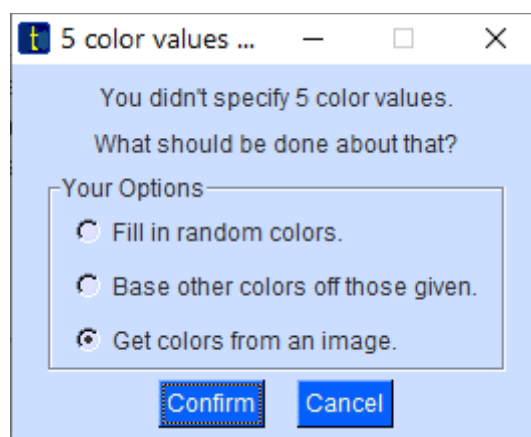 t 5 color values ...
You didn't specify 5 color values.
What should be done about that?
Your Options
Fill in random colors.
Base other colors off those given.
Get colors from an image.
Confirm Cancel